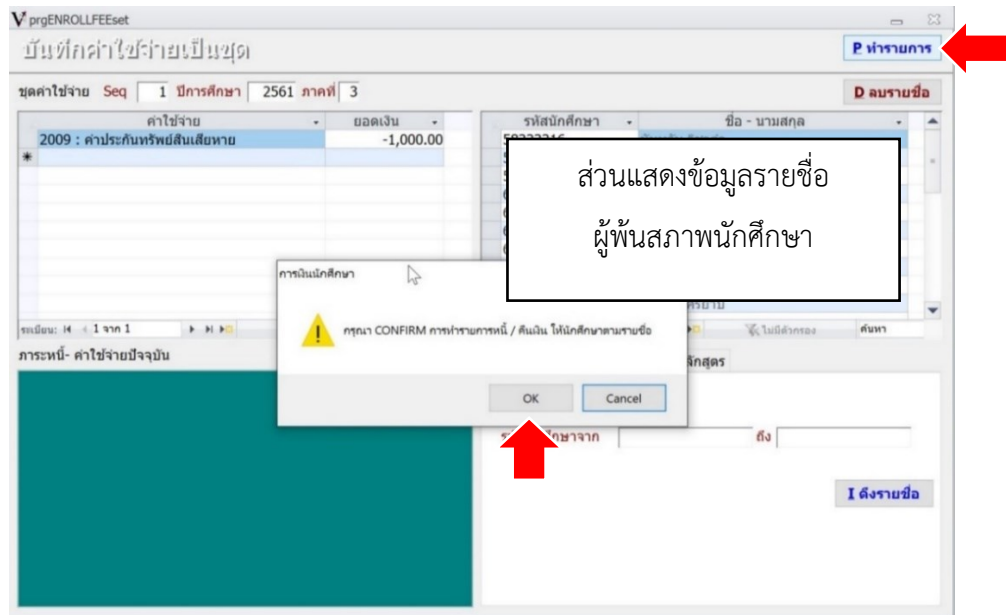 prgENROLLFEEset
บันทึกค่าใช้จ่ายเป็นชุด
P ทำรายการ
ชุดค่าใช้จ่าย Seq 1 ปีการศึกษา 2561 ภาคที่ 3
D ลบรายชื่อ
ค่าใช้จ่าย ยอดเงิน
รหัสนักศึกษา ชื่อ - นามสกุล
2009 : ค่าประกันทรัพย์สินเสียหาย -1,000.00
ส่วนแสดงข้อมูลรายชื่อ
ผู้พ้นสภาพนักศึกษา
การเงินนักศึกษา
กรุณา CONFIRM การทำรายการหนี้ / คืนเงิน ให้นักศึกษาตามรายชื่อ
OK Cancel
ระเบียน: 1 จาก 1
ไม่มีตัวกรอง ค้นหา
ภาระหนี้- ค่าใช้จ่ายปัจจุบัน
ถึง
I ดึงรายชื่อ